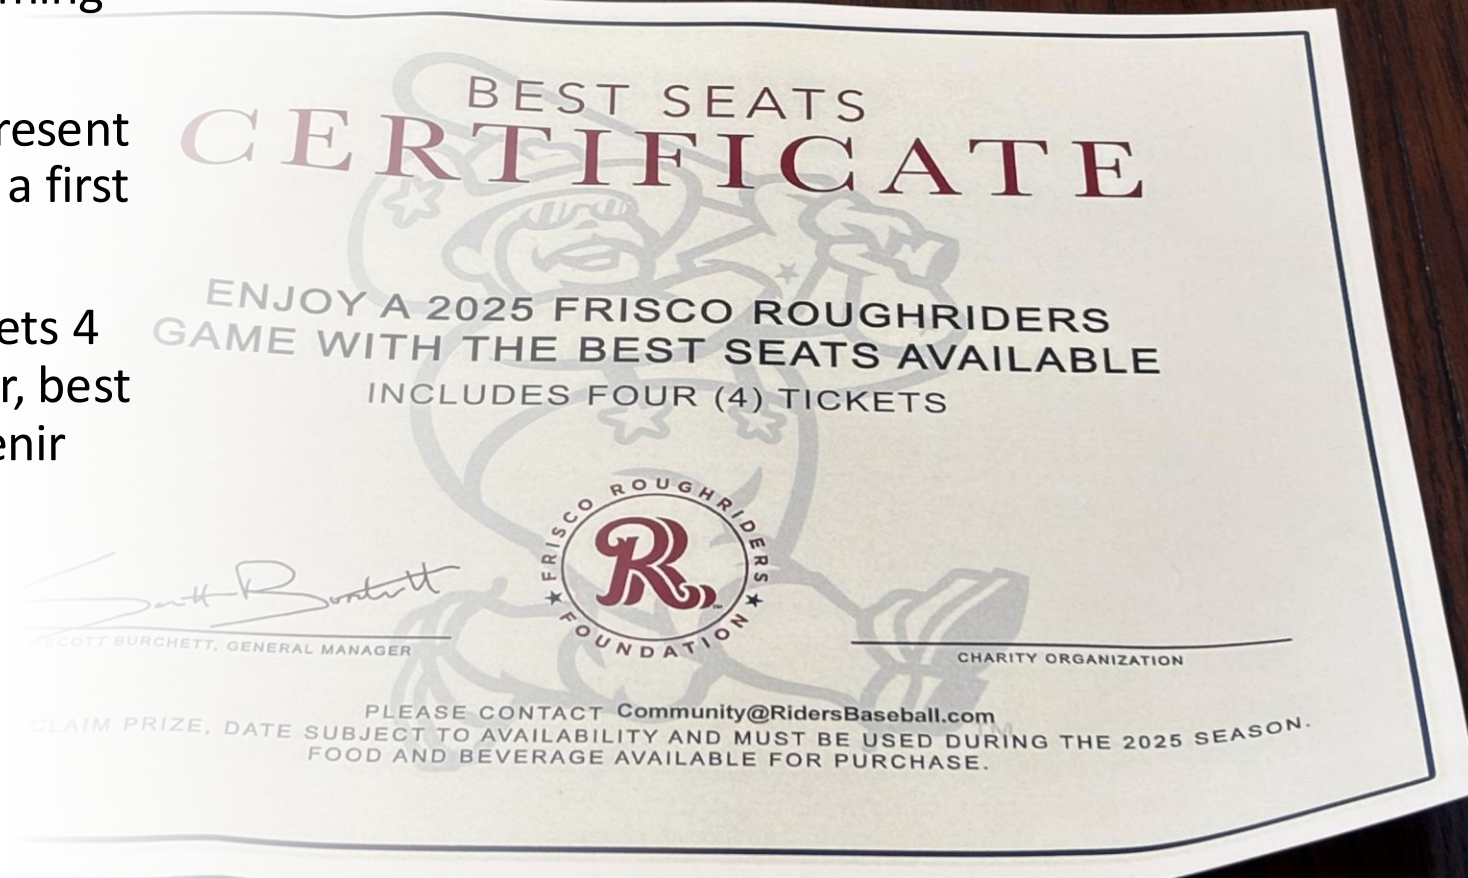 resent
a first
ets 4
r, best
enir
BEST SEATS
CERTIFICATE
ENJOY A 2025 FRISCO ROUGHRIDERS
GAME WITH THE BEST SEATS AVAILABLE
INCLUDES FOUR (4) TICKETS
FRISCO ROUGHRIDERS
R
FOUNDATION
Scott Burchett
SCOTT BURCHETT, GENERAL MANAGER
CHARITY ORGANIZATION
PLEASE CONTACT Community@RidersBaseball.com
CLAIM PRIZE, DATE SUBJECT TO AVAILABILITY AND MUST BE USED DURING THE 2025 SEASON.
FOOD AND BEVERAGE AVAILABLE FOR PURCHASE.